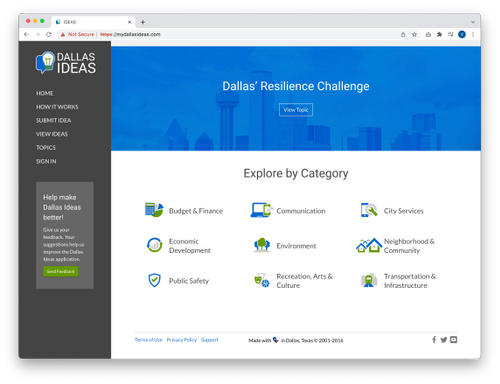 IDEAS
Not Secure
https://mydallasideas.com
DALLAS
IDEAS
HOME
HOW IT WORKS
SUBMIT IDEA
VIEW IDEAS
TOPICS
SIGN IN
Help make
Dallas Ideas
better!
Give us your
feedback. Your
suggestions help us
improve the Dallas
Ideas application.
Send Feedback
Dallas' Resilience Challenge
View Topic
Explore by Category
Budget & Finance
Communication
City Services
Economic
Development
Environment
Neighborhood &
Community
Public Safety
Recreation, Arts &
Culture
Transportation &
Infrastructure
Terms of Use Privacy Policy Support
Made with in Dallas, Texas © 2001-2016